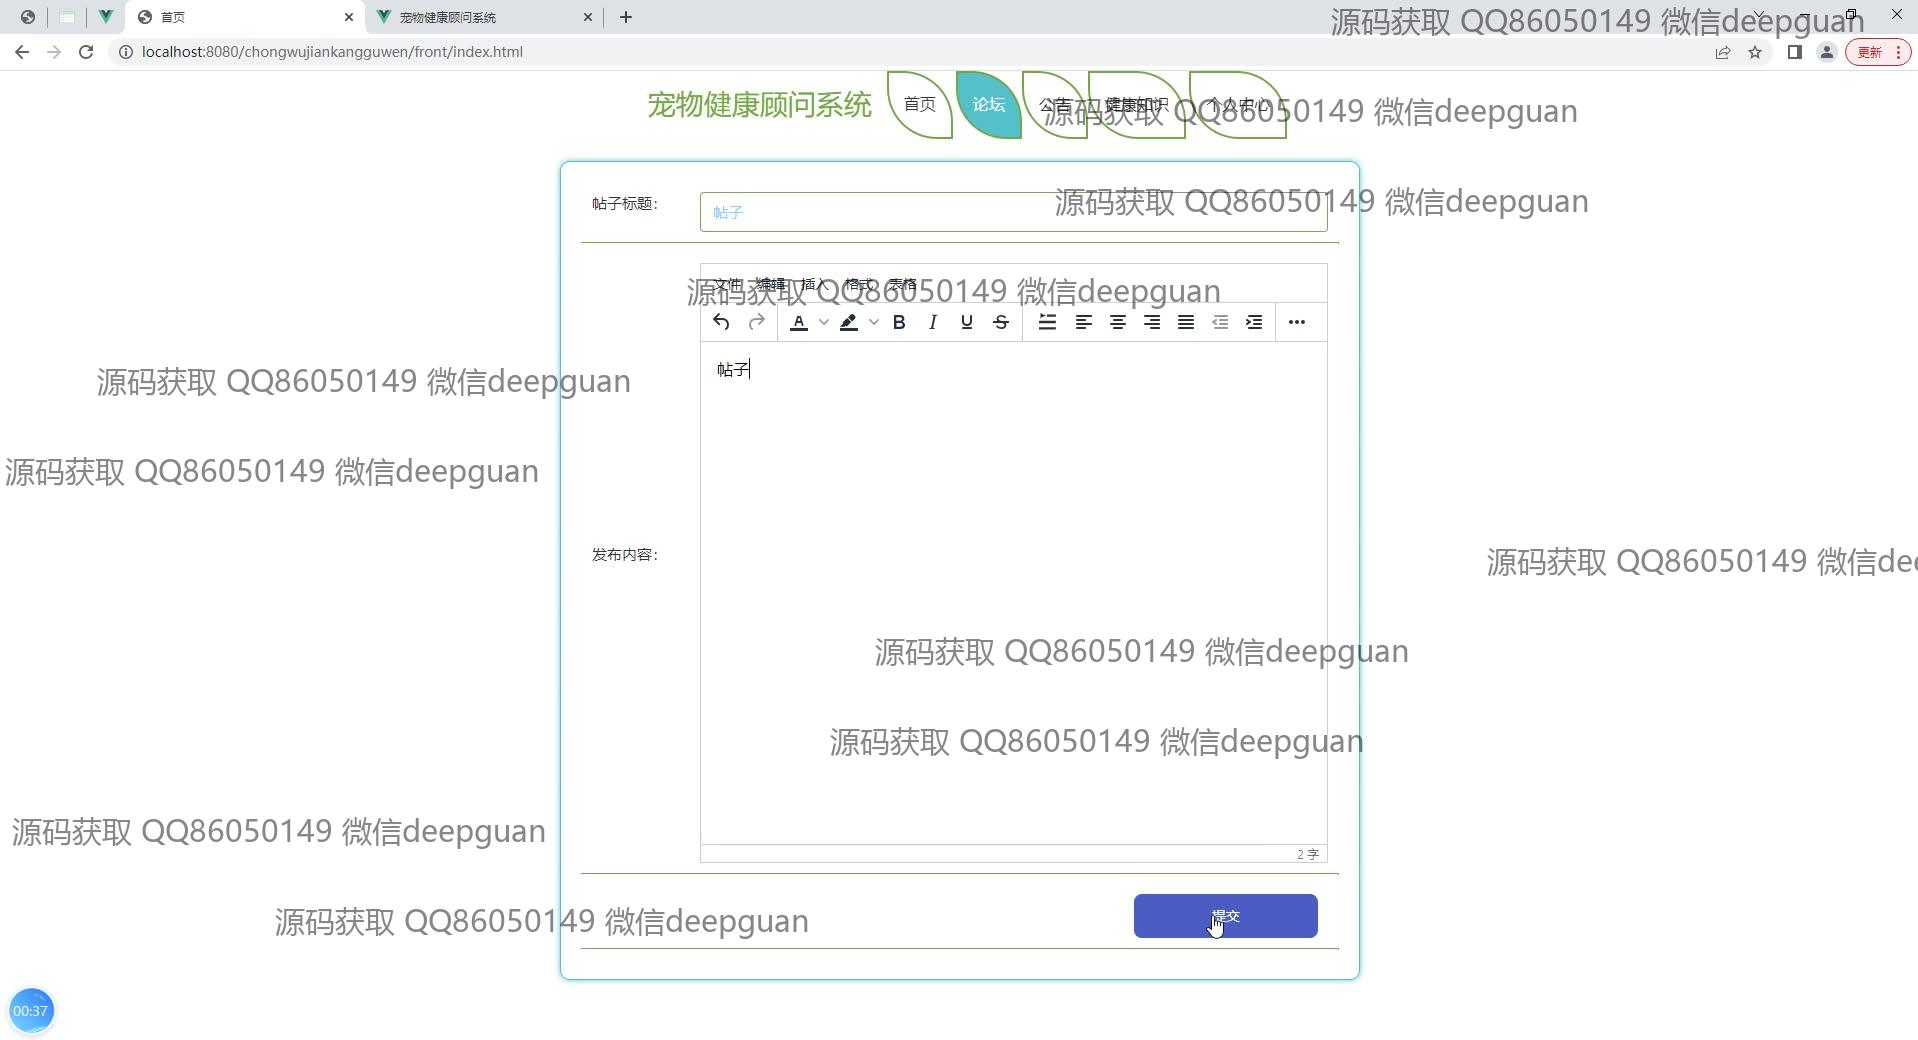 首页
宠物健康顾问系统
源码获取 QQ86050149 微信deepguan
localhost:8080/chongwujiankangguwen/front/index.html
更新
宠物健康顾问系统
首页
论坛
公告
健康知识
个人中心
源码获取 QQ86050149 微信deepguan
帖子标题：
帖子
源码获取 QQ86050149 微信deepguan
文件 编辑 插入 格式 表格
源码获取 QQ86050149 微信deepguan
帖子
源码获取 QQ86050149 微信deepguan
源码获取 QQ86050149 微信deepguan
发布内容：
源码获取 QQ86050149 微信dee
源码获取 QQ86050149 微信deepguan
源码获取 QQ86050149 微信deepguan
源码获取 QQ86050149 微信deepguan
2 字
提交
源码获取 QQ86050149 微信deepguan
00:37